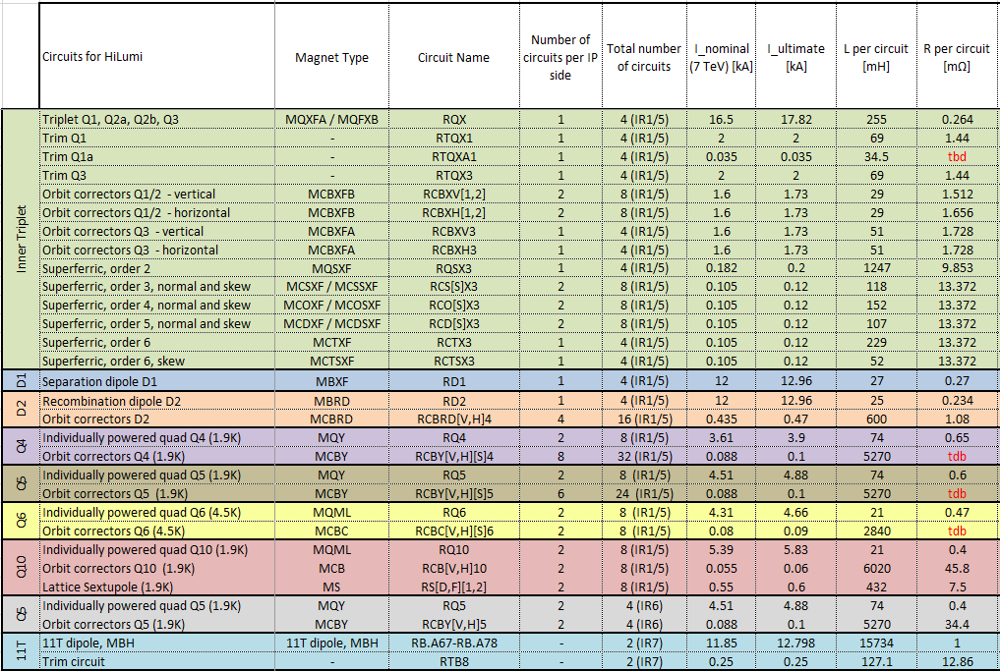 Circuits for HiLumi Magnet Type Circuit Name Number of circuits per IP side Total number of circuits I_nominal (7 TeV) [kA] I_ultimate [kA] L per circuit [mH] R per circuit [mΩ]
Inner Triplet
Triplet Q1, Q2a, Q2b, Q3 MQXFA / MQFXB RQX 1 4 (IR1/5) 16.5 17.82 255 0.264
Trim Q1 - RTQX1 1 4 (IR1/5) 2 2 69 1.44
Trim Q1a - RTQXA1 1 4 (IR1/5) 0.035 0.035 34.5 tbd
Trim Q3 - RTQX3 1 4 (IR1/5) 2 2 69 1.44
Orbit correctors Q1/2 - vertical MCBXFB RCBXV[1,2] 2 8 (IR1/5) 1.6 1.73 29 1.512
Orbit correctors Q1/2 - horizontal MCBXFB RCBXH[1,2] 2 8 (IR1/5) 1.6 1.73 29 1.656
Orbit correctors Q3 - vertical MCBXFA RCBXV3 1 4 (IR1/5) 1.6 1.73 51 1.728
Orbit correctors Q3 - horizontal MCBXFA RCBXH3 1 4 (IR1/5) 1.6 1.73 51 1.728
Superferric, order 2 MQSXF RQSX3 1 4 (IR1/5) 0.182 0.2 1247 9.853
Superferric, order 3, normal and skew MCSXF / MCSSXF RCS[S]X3 2 8 (IR1/5) 0.105 0.12 118 13.372
Superferric, order 4, normal and skew MCOXF / MCOSXF RCO[S]X3 2 8 (IR1/5) 0.105 0.12 152 13.372
Superferric, order 5, normal and skew MCDXF / MCDSXF RCD[S]X3 2 8 (IR1/5) 0.105 0.12 107 13.372
Superferric, order 6 MCTXF RCTX3 1 4 (IR1/5) 0.105 0.12 229 13.372
Superferric, order 6, skew MCTSXF RCTSX3 1 4 (IR1/5) 0.105 0.12 52 13.372
D1
Separation dipole D1 MBXF RD1 1 4 (IR1/5) 12 12.96 27 0.27
D2
Recombination dipole D2 MBRD RD2 1 4 (IR1/5) 12 12.96 25 0.234
Orbit correctors D2 MCBRD RCBRD[V,H]4 4 16 (IR1/5) 0.435 0.47 600 1.08
Q4
Individually powered quad Q4 (1.9K) MQY RQ4 2 8 (IR1/5) 3.61 3.9 74 0.65
Orbit correctors Q4 (1.9K) MCBY RCBY[V,H][S]4 8 32 (IR1/5) 0.088 0.1 5270 tdb
Q5
Individually powered quad Q5 (1.9K) MQY RQ5 2 8 (IR1/5) 4.51 4.88 74 0.6
Orbit correctors Q5 (1.9K) MCBY RCBY[V,H][S]5 6 24 (IR1/5) 0.088 0.1 5270 tdb
Q6
Individually powered quad Q6 (4.5K) MQML RQ6 2 8 (IR1/5) 4.31 4.66 21 0.47
Orbit correctors Q6 (4.5K) MCBC RCBC[V,H][S]6 2 8 (IR1/5) 0.08 0.09 2840 tdb
Q10
Individually powered quad Q10 (1.9K) MQML RQ10 2 8 (IR1/5) 5.39 5.83 21 0.4
Orbit correctors Q10 (1.9K) MCB RCB[V,H]10 2 8 (IR1/5) 0.055 0.06 6020 45.8
Lattice Sextupole (1.9K) MS RS[D,F][1,2] 2 8 (IR1/5) 0.55 0.6 432 7.5
Q5
Individually powered quad Q5 (1.9K) MQY RQ5 2 4 (IR6) 4.51 4.88 74 0.4
Orbit correctors Q5 (1.9K) MCBY RCBY[V,H]5 2 4 (IR6) 0.088 0.1 5270 34.4
11T
11T dipole, MBH 11T dipole, MBH RB.A67-RB.A78 - 2 (IR7) 11.85 12.798 15734 1
Trim circuit - RTB8 - 2 (IR7) 0.25 0.25 127.1 12.86